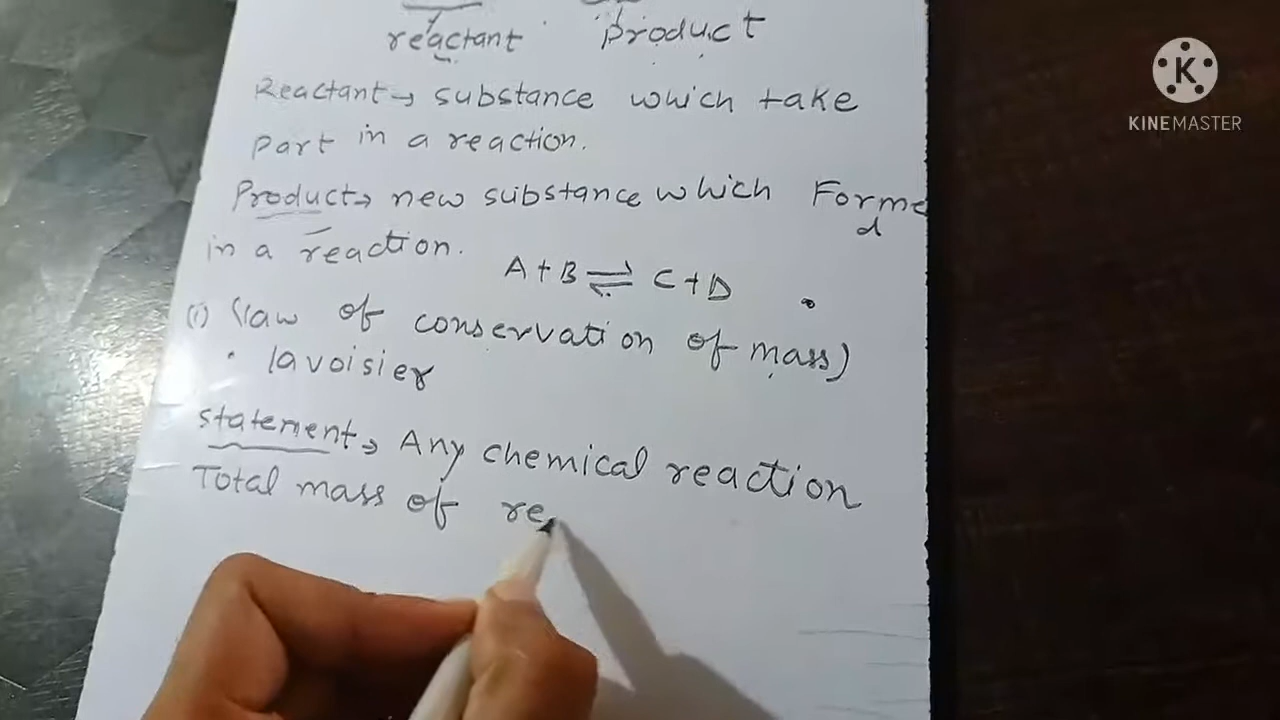 reactant product
Reactant → substance which take
Part in a reaction.
Product → new substance which Forme
d
in a reaction.
A + B ⇌ C + D
(i) (law of conservation of mass)
• lavoisier
statement → Any chemical reaction
Total mass of re
K
KINEMASTER